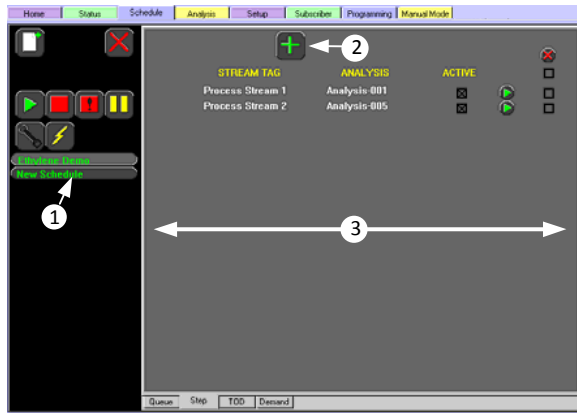 Home Status Schedule Analysis Setup Subscriber Programming Manual Mode
2
STREAM TAG ANALYSIS ACTIVE
Process Stream 1 Analysis-001
Process Stream 2 Analysis-005
Ethylene Demo
New Schedule
1
3
Queue Step TOD Demand